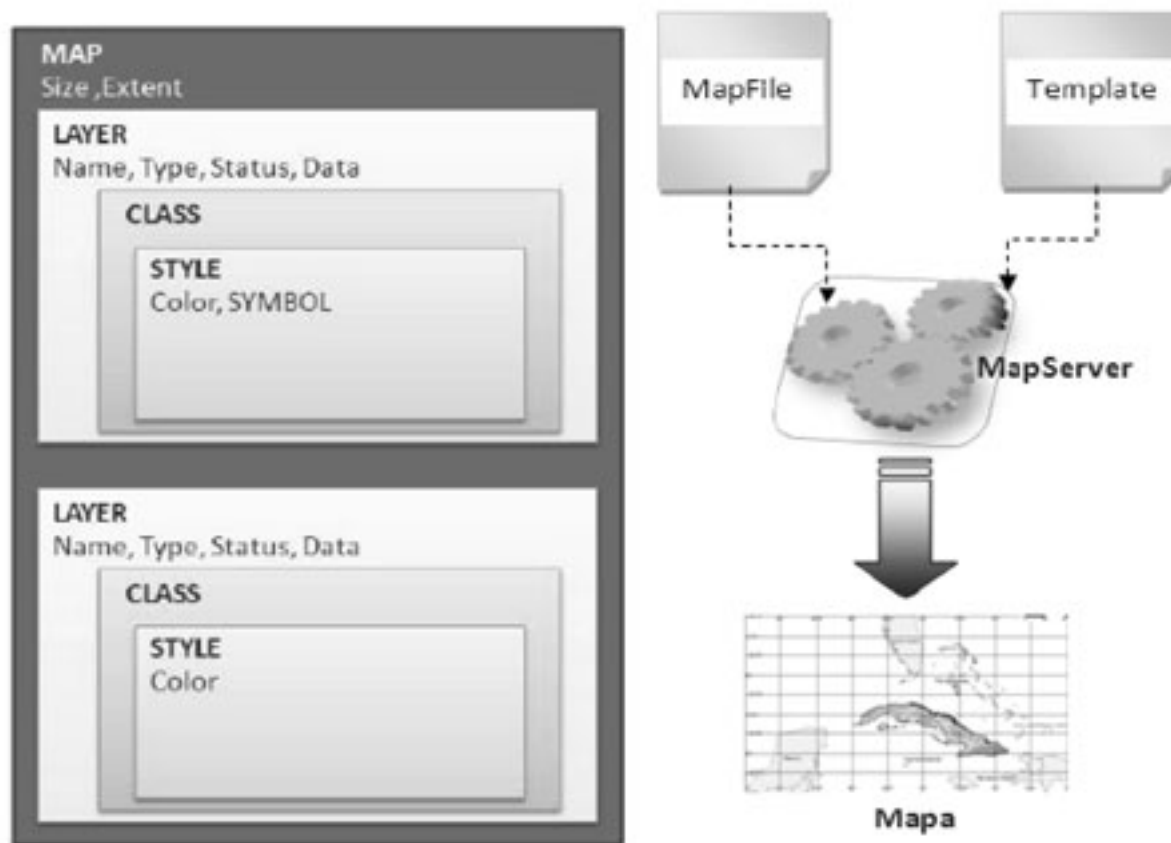 MAP
Size ,Extent
LAYER
Name, Type, Status, Data
CLASS
STYLE
Color, SYMBOL
LAYER
Name, Type, Status, Data
CLASS
STYLE
Color
MapFile
Template
MapServer
Mapa